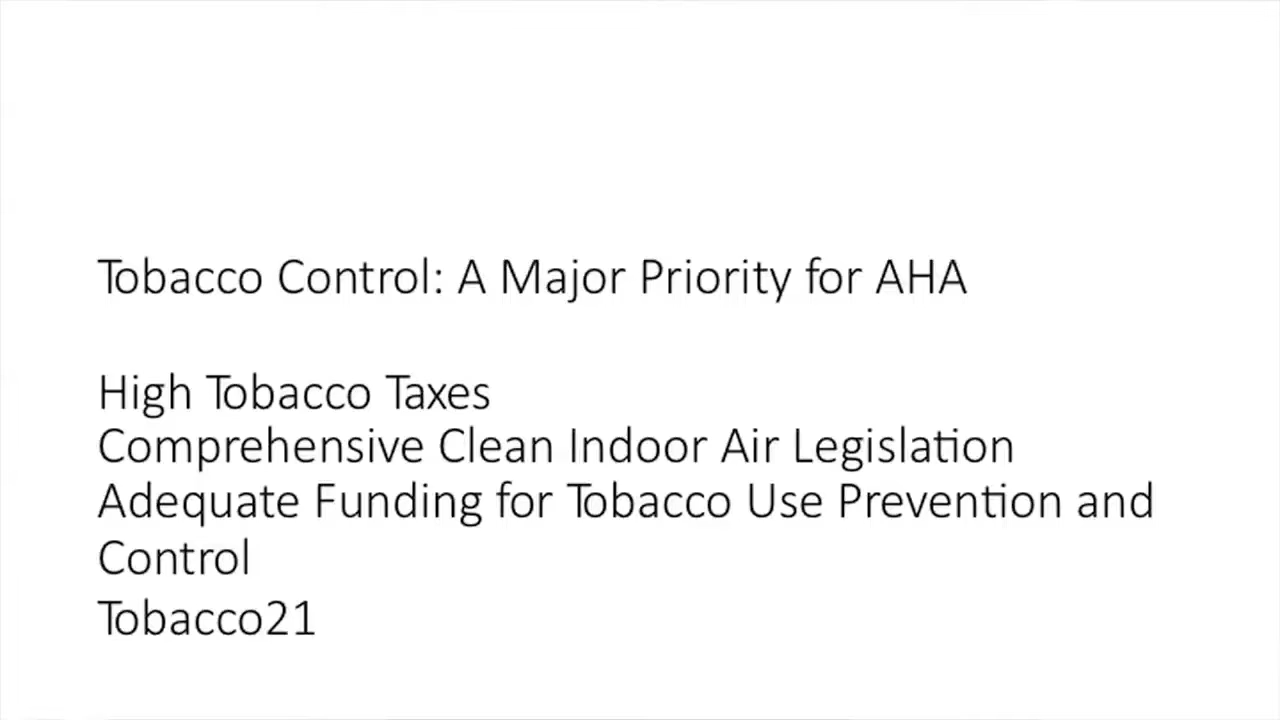 Tobacco Control: A Major Priority for AHA
High Tobacco Taxes
Comprehensive Clean Indoor Air Legislation
Adequate Funding for Tobacco Use Prevention and
Control
Tobacco21